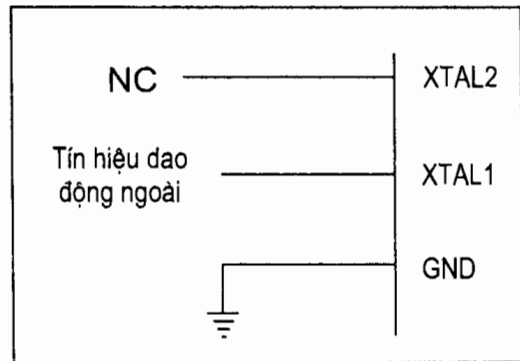 NC
XTAL2
Tín hiệu dao
động ngoài
XTAL1
GND